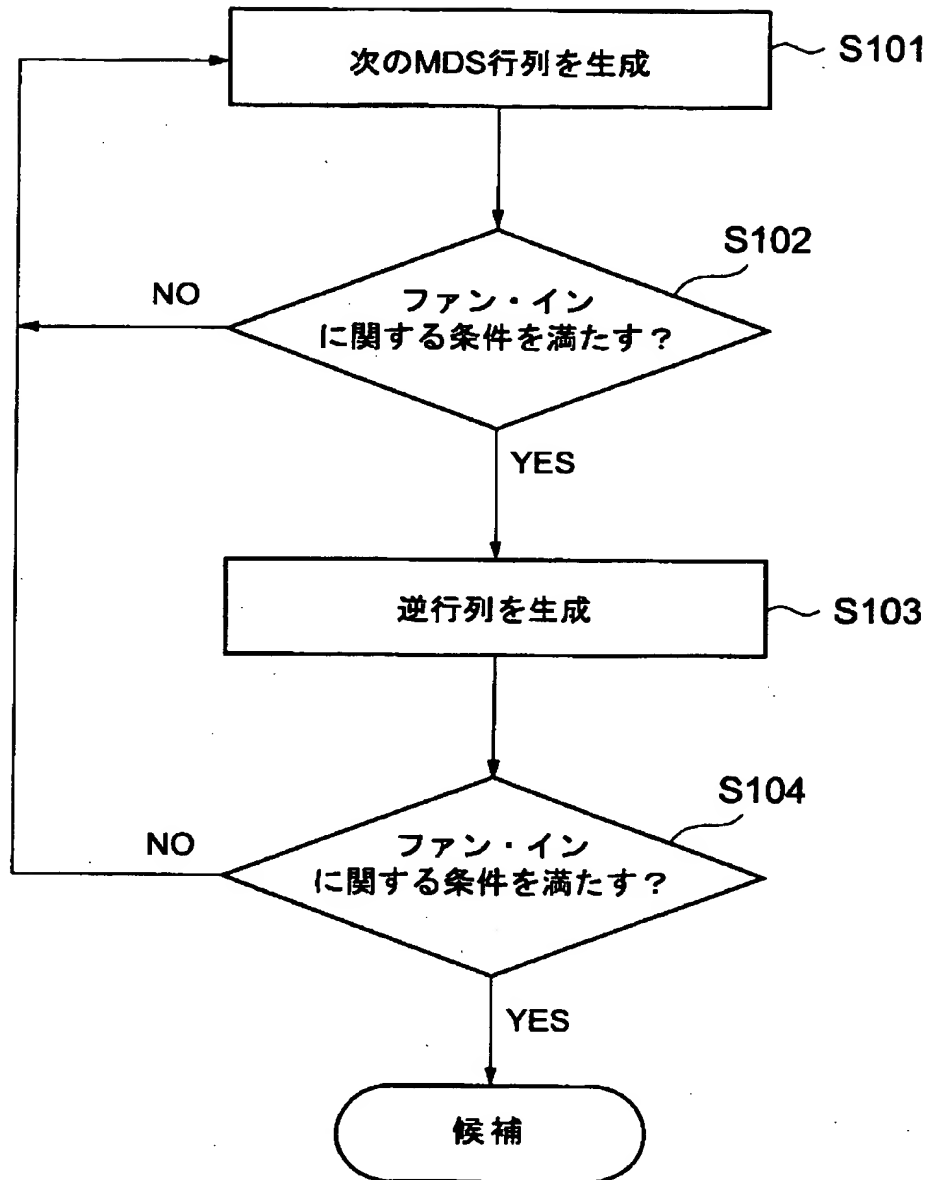 次のMDS行列を生成
S101
S102
ファン・イン
に関する条件を満たす？
NO
YES
逆行列を生成
S103
S104
ファン・イン
に関する条件を満たす？
NO
YES
候補